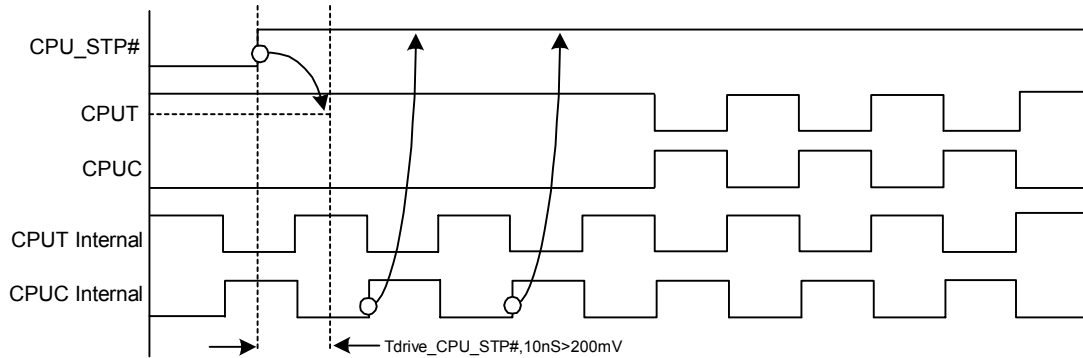 CPU_STP#
CPUT
CPUC
CPUT Internal
CPUC Internal
Tdrive_CPU_STP#,10nS>200mV